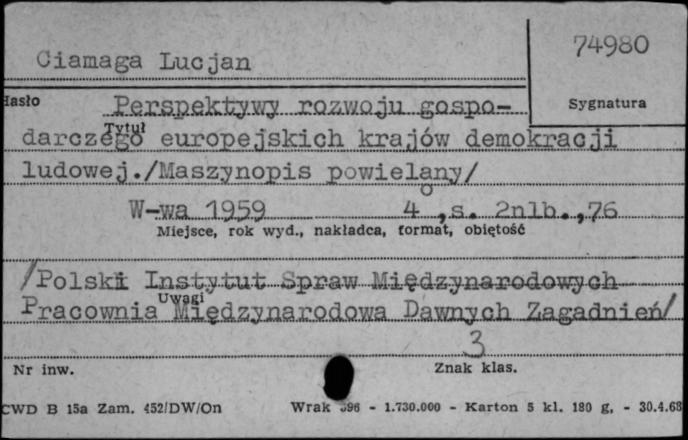 Ciamaga Lucjan
74980
Hasło
Sygnatura
Perspektywy rozwoju gospo-
Tytuł
darczego europejskich krajów demokracji
ludowej./Maszynopis powielany/
W-wa 1959 4°,s. 2nlb.,76
Miejsce, rok wyd., nakładca, format, objętość
/Polski Instytut Spraw Międzynarodowych
Uwagi
Pracownia Międzynarodowa Dawnych Zagadnień/
3
Nr inw.
Znak klas.
CWD B 15a Zam. 452/DW/On Wrak 396 - 1.730.000 - Karton 5 kl. 180 g, - 30.4.68